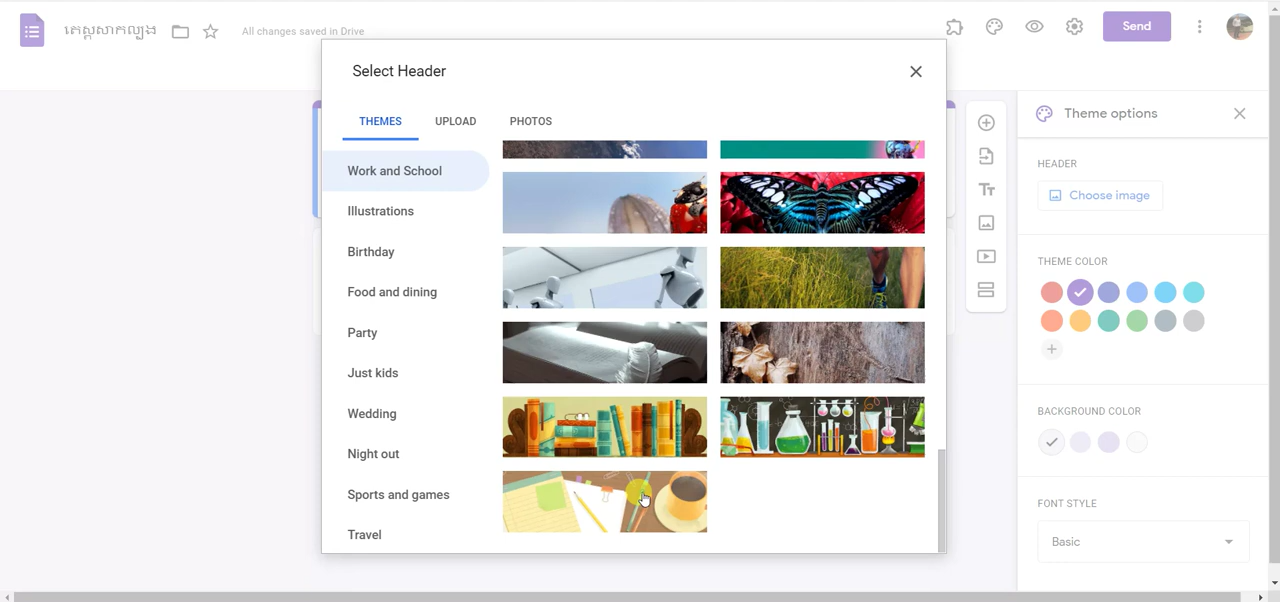 តេស្តសាកល្បង
All changes saved in Drive
Send
Select Header
THEMES
UPLOAD
PHOTOS
Work and School
Illustrations
Birthday
Food and dining
Party
Just kids
Wedding
Night out
Sports and games
Travel
Theme options
HEADER
Choose image
THEME COLOR
BACKGROUND COLOR
FONT STYLE
Basic